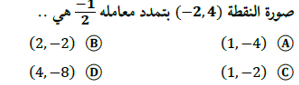 صورة النقطة (−2, 4) بتمدد معامله −1/2 هي ..
Ⓐ (1, −4) Ⓑ (2, −2)
Ⓒ (1, −2) Ⓓ (4, −8)